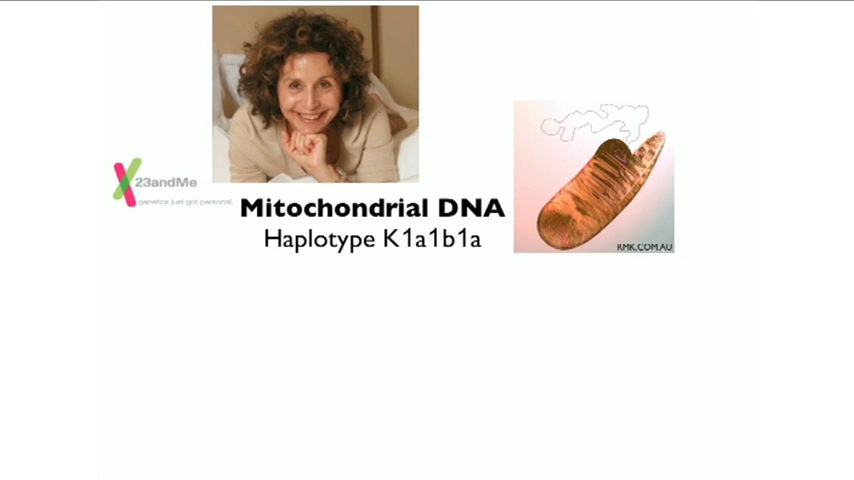 23andMe
genetics just got personal.
Mitochondrial DNA
Haplotype K1a1b1a
RMK.COM.AU